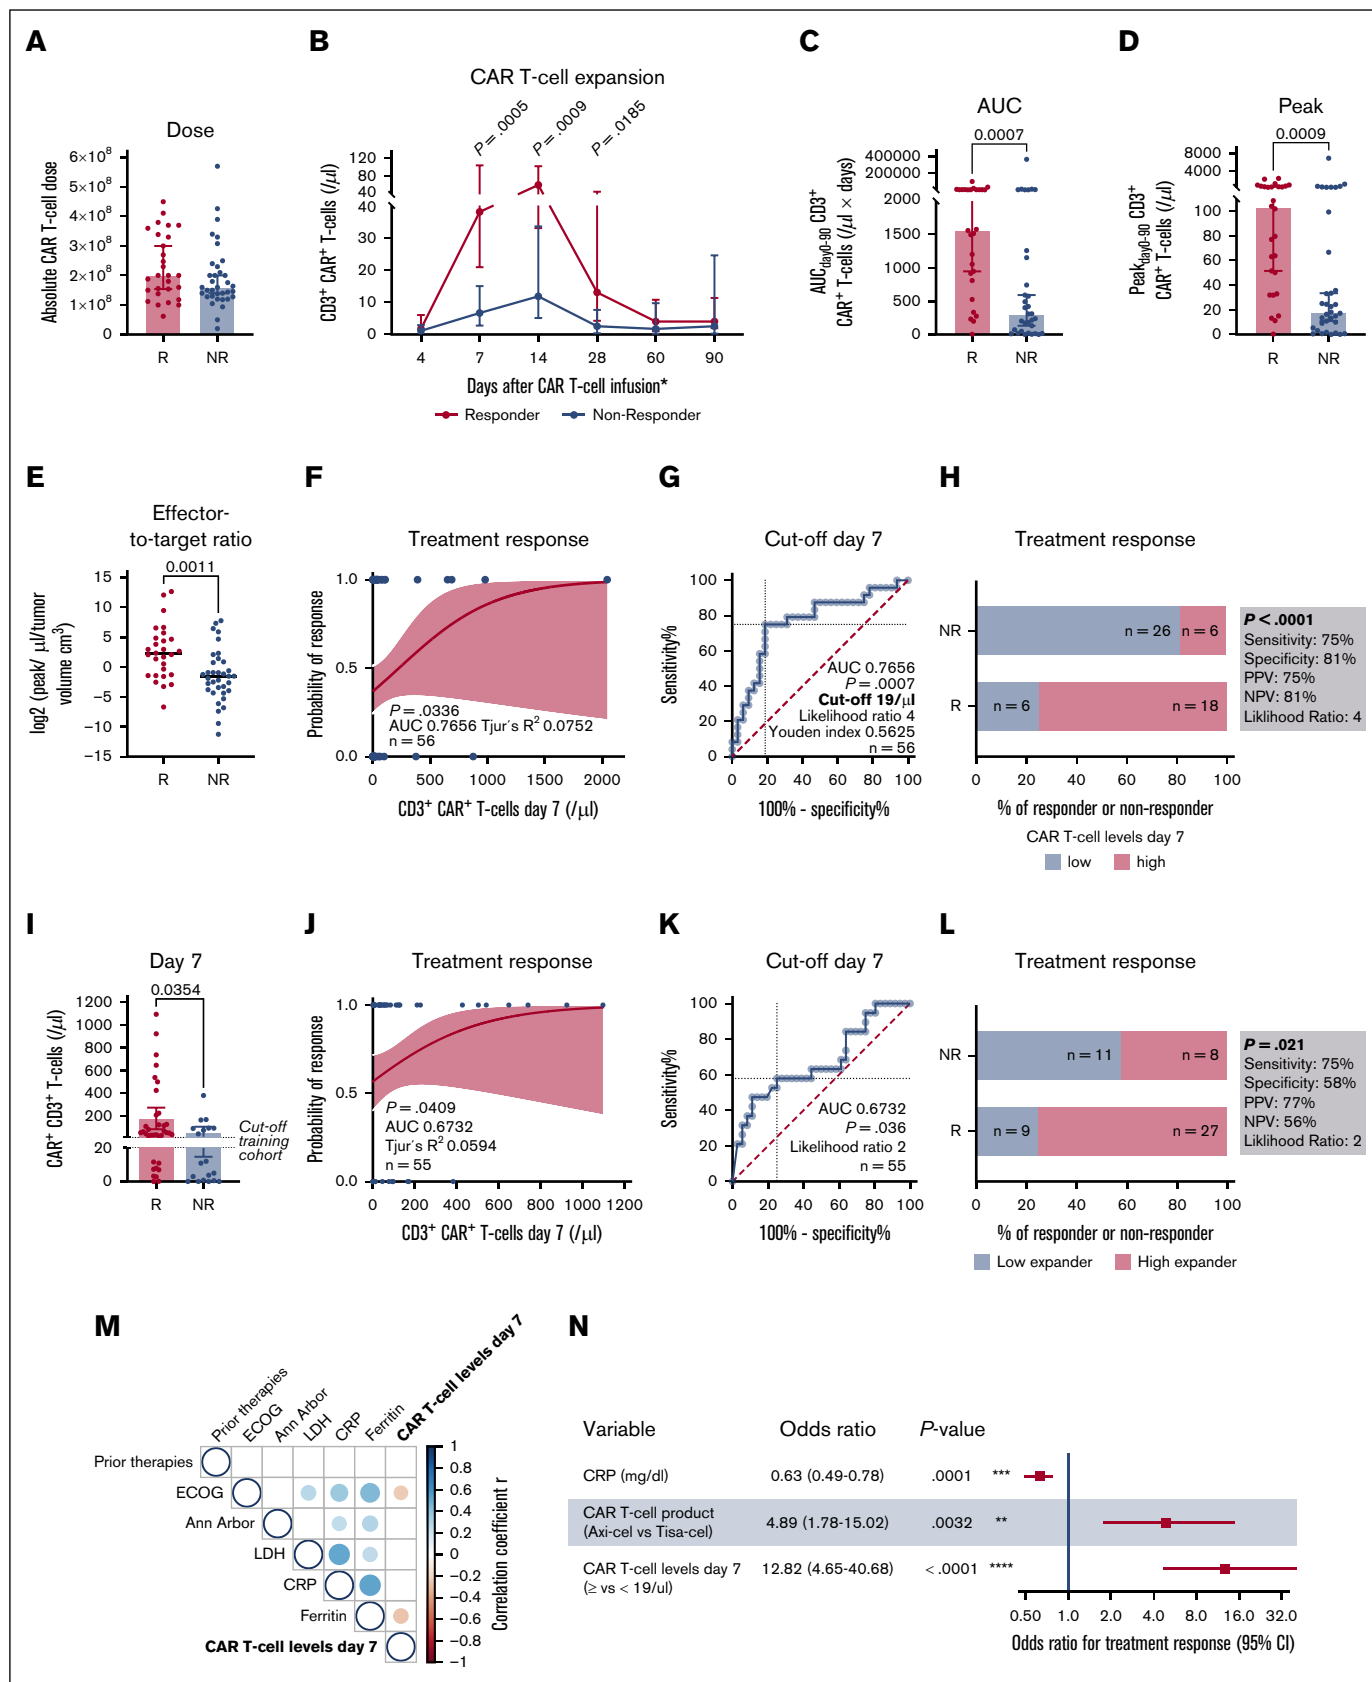 A
Dose
Absolute CAR T-cell dose
6×10⁸
5×10⁸
4×10⁸
3×10⁸
2×10⁸
1×10⁸
0
R NR
B
CAR T-cell expansion
P = .0005
P = .0009
P = .0185
CD3⁺ CAR⁺ T-cells (/μl)
120
80
40
40
30
20
10
0
4 7 14 28 60 90
Days after CAR T-cell infusion*
Responder Non-Responder
C
AUC
0.0007
AUCday0-90 CD3⁺
CAR⁺ T-cells (/μl × days)
400000
200000
2000
1500
1000
500
0
R NR
D
Peak
0.0009
Peakday0-90 CD3⁺
CAR⁺ T-cells (/μl)
8000
4000
100
80
60
40
20
0
R NR
E
Effector-
to-target ratio
0.0011
log2 (peak/ μl/tumor
volume cm³)
15
10
5
0
−5
−10
−15
R NR
F
Treatment response
Probability of response
1.0
0.5
0.0
P = .0336
AUC 0.7656 Tjur´s R² 0.0752
n = 56
0 500 1000 1500 2000
CD3⁺ CAR⁺ T-cells day 7 (/μl)
G
Cut-off day 7
Sensitivity%
100
80
60
40
20
0
AUC 0.7656
P = .0007
Cut-off 19/μl
Likelihood ratio 4
Youden index 0.5625
n = 56
0 20 40 60 80 100
100% - specificity%
H
Treatment response
NR
n = 26 n = 6
R
n = 6 n = 18
0 20 40 60 80 100
% of responder or non-responder
CAR T-cell levels day 7
low high
P < .0001
Sensitivity: 75%
Specificity: 81%
PPV: 75%
NPV: 81%
Liklihood Ratio: 4
I
Day 7
0.0354
CAR⁺ CD3⁺ T-cells (/μl)
1200
1000
800
600
400
200
20
0
Cut-off
training
cohort
R NR
J
Treatment response
Probability of response
1.0
0.5
0.0
P = .0409
AUC 0.6732
Tjur's R² 0.0594
n = 55
0 200 400 600 800 1000 1200
CD3⁺ CAR⁺ T-cells day 7 (/μl)
K
Cut-off day 7
Sensitivity%
100
80
60
40
20
0
AUC 0.6732
P = .036
Likelihood ratio 2
n = 55
0 20 40 60 80 100
100% - specificity%
L
Treatment response
NR
n = 11 n = 8
R
n = 9 n = 27
0 20 40 60 80 100
% of responder or non-responder
Low expander High expander
P = .021
Sensitivity: 75%
Specificity: 58%
PPV: 77%
NPV: 56%
Liklihood Ratio: 2
M
Prior therapies
ECOG
Ann Arbor
LDH
CRP
Ferritin
CAR T-cell levels day 7
Prior therapies
ECOG
Ann Arbor
LDH
CRP
Ferritin
CAR T-cell levels day 7
1
0.8
0.6
0.4
0.2
0
−0.2
−0.4
−0.6
−0.8
−1
Correlation coefficient r
N
Variable Odds ratio P-value
CRP (mg/dl) 0.63 (0.49-0.78) .0001 ***
CAR T-cell product
(Axi-cel vs Tisa-cel) 4.89 (1.78-15.02) .0032 **
CAR T-cell levels day 7
(≥ vs < 19/ul) 12.82 (4.65-40.68) < .0001 ****
0.50 1.0 2.0 4.0 8.0 16.0 32.0
Odds ratio for treatment response (95% CI)